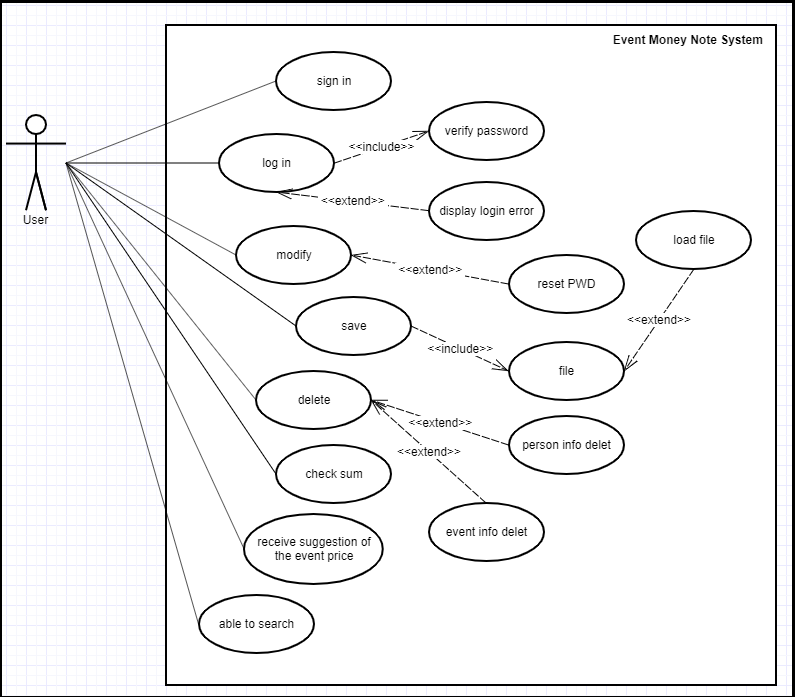 Event Money Note System
sign in
verify password
<<include>>
log in
<<extend>>
display login error
User
load file
modify
<<extend>>
reset PWD
save
<<extend>>
<<include>>
file
delete
<<extend>>
person info delet
<<extend>>
check sum
event info delet
receive suggestion of
the event price
able to search